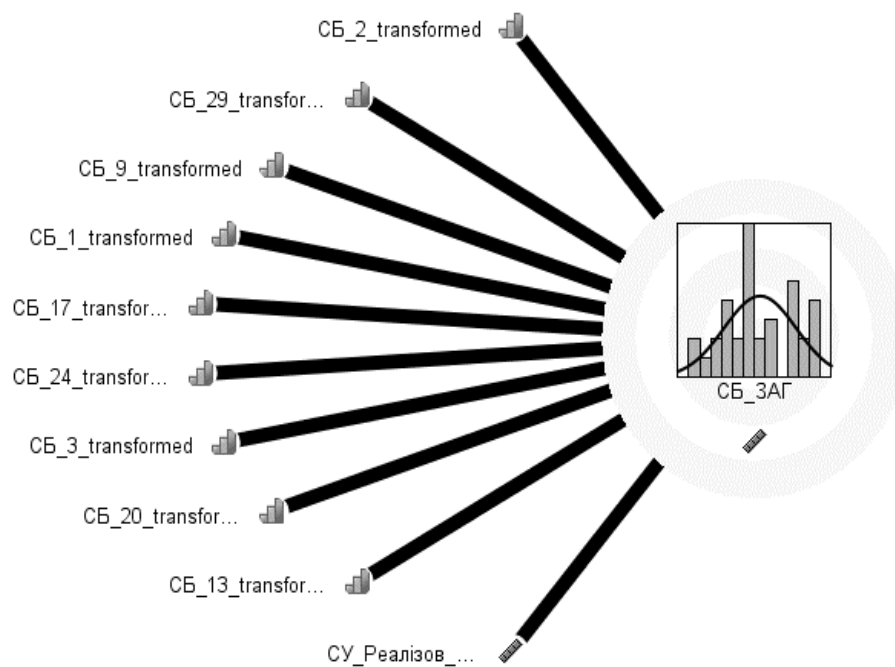 СБ_2_transformed
СБ_29_transfor...
СБ_9_transformed
СБ_1_transformed
СБ_17_transfor...
СБ_24_transfor...
СБ_3_transformed
СБ_20_transfor...
СБ_13_transfor...
СУ_Реалізов_...
СБ_ЗАГ